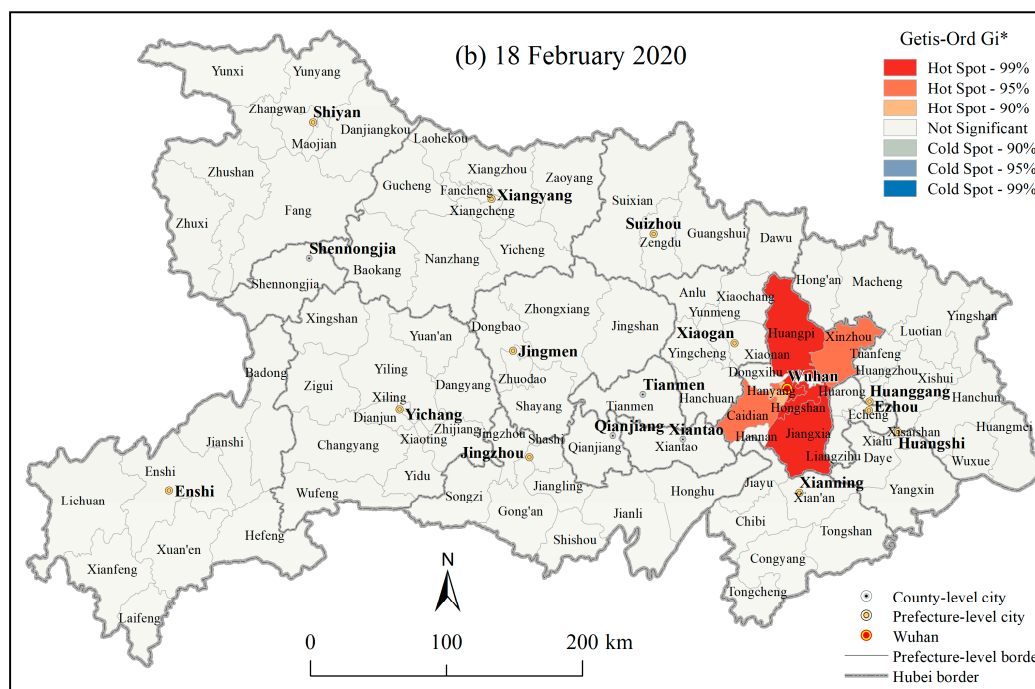 (b) 18 February 2020
Getis-Ord Gi*
Hot Spot - 99%
Hot Spot - 95%
Hot Spot - 90%
Not Significant
Cold Spot - 90%
Cold Spot - 95%
Cold Spot - 99%
Yunxi
Yunyang
Zhangwan
Shiyan
Danjiangkou
Maojian
Laohekou
Zhushan
Gucheng
Xiangzhou
Fancheng
Zaoyang
Xiangyang
Xiangcheng
Zhuxi
Fang
Suixian
Suizhou
Zengdu
Guangshui
Dawu
Shennongjia
Nanzhang
Yicheng
Baokang
Shennongjia
Hong'an
Macheng
Xingshan
Zhongxiang
Anlu
Xiaochang
Yunmeng
Yingshan
Yuan'an
Dongbao
Jingshan
Xiaogan
Huangpi
Xinzhou
Luotian
Jingmen
Yingcheng
Xiaonan
Tuanfeng
Badong
Yiling
Zhuodao
Dongxihu
Wuhan
Huangzhou
Zigui
Dangyang
Tianmen
Hanyang
Huarong
Xishui
Xiling
Hanchuan
Huanggang
Hanchun
Dianjun
Yichang
Shayang
Tianmen
Caidian
Hongshan
Ezhou
Echeng
Zhijiang
Jingzhou
Shashi
Qianjiang
Xiantao
Hannan
Jiangxia
Xisaishan
Huangmei
Jianshi
Changyang
Xiaoting
Qianjiang
Xiantao
Liangzihu
Xialu
Huangshi
Jingzhou
Daye
Wuxue
Enshi
Yidu
Enshi
Lichuan
Wufeng
Songzi
Jiangling
Honghu
Jiayu
Xianning
Xian'an
Yangxin
Gong'an
Jianli
Chibi
Tongshan
Hefeng
Shishou
Xuan'en
Xianfeng
Congyang
Tongcheng
Laifeng
N
0 100 200 km
County-level city
Prefecture-level city
Wuhan
Prefecture-level borde
Hubei border